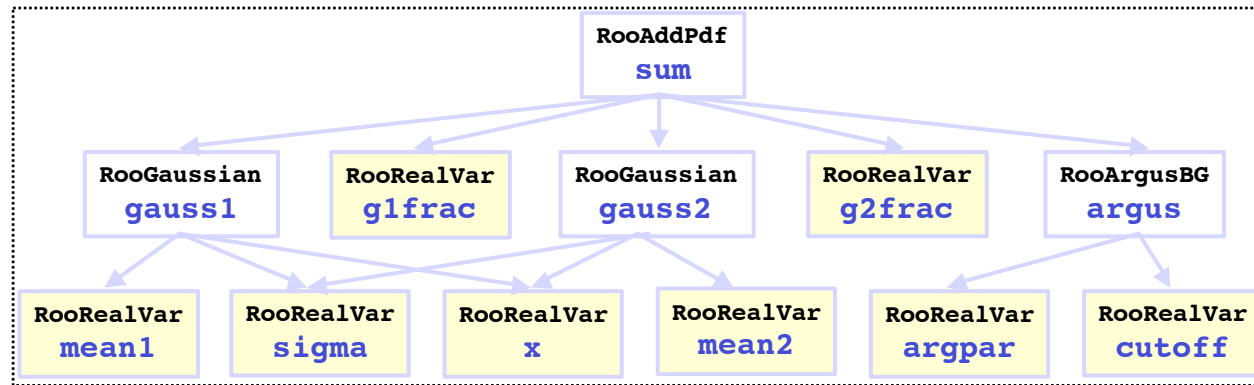 RooAddPdf
sum
RooGaussian
gauss1
RooRealVar
g1frac
RooGaussian
gauss2
RooRealVar
g2frac
RooArgusBG
argus
RooRealVar
mean1
RooRealVar
sigma
RooRealVar
x
RooRealVar
mean2
RooRealVar
argpar
RooRealVar
cutoff